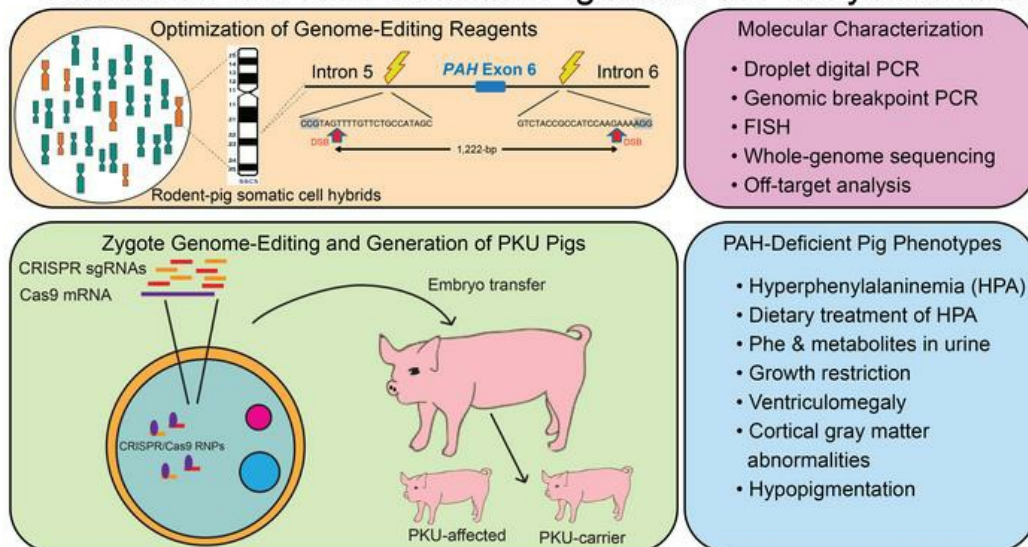 Optimization of Genome-Editing Reagents
Intron 5
PAH Exon 6
Intron 6
CCGTAGTTTTGTTCTGCCATAGC
GTCTACCGCCATCCAAGAAAAGG
DSB
1,222-bp
DSB
Rodent-pig somatic cell hybrids
Molecular Characterization
• Droplet digital PCR
• Genomic breakpoint PCR
• FISH
• Whole-genome sequencing
• Off-target analysis
Zygote Genome-Editing and Generation of PKU Pigs
CRISPR sgRNAs
Cas9 mRNA
Embryo transfer
CRISPR/Cas9 RNPs
PKU-affected
PKU-carrier
PAH-Deficient Pig Phenotypes
• Hyperphenylalaninemia (HPA)
• Dietary treatment of HPA
• Phe & metabolites in urine
• Growth restriction
• Ventriculomegaly
• Cortical gray matter
abnormalities
• Hypopigmentation